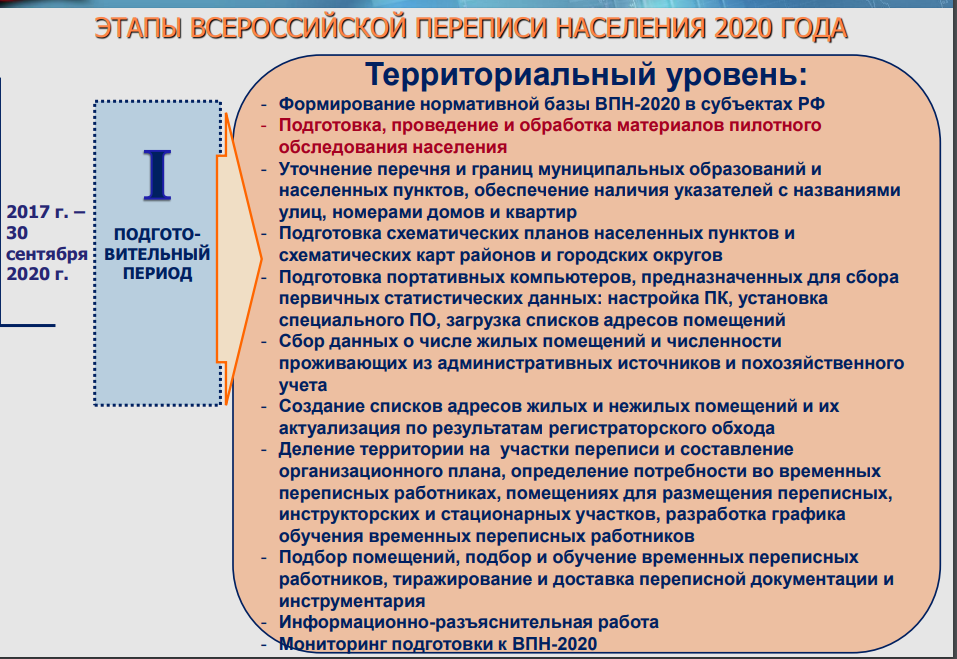 ЭТАПЫ ВСЕРОССИЙСКОЙ ПЕРЕПИСИ НАСЕЛЕНИЯ 2020 ГОДА
2017 г. –
30
сентября
2020 г.
I
ПОДГОТО-
ВИТЕЛЬНЫЙ
ПЕРИОД
Территориальный уровень:
- Формирование нормативной базы ВПН-2020 в субъектах РФ
- Подготовка, проведение и обработка материалов пилотного
обследования населения
- Уточнение перечня и границ муниципальных образований и
населенных пунктов, обеспечение наличия указателей с названиями
улиц, номерами домов и квартир
- Подготовка схематических планов населенных пунктов и
схематических карт районов и городских округов
- Подготовка портативных компьютеров, предназначенных для сбора
первичных статистических данных: настройка ПК, установка
специального ПО, загрузка списков адресов помещений
- Сбор данных о числе жилых помещений и численности
проживающих из административных источников и похозяйственного
учета
- Создание списков адресов жилых и нежилых помещений и их
актуализация по результатам регистраторского обхода
- Деление территории на участки переписи и составление
организационного плана, определение потребности во временных
переписных работниках, помещениях для размещения переписных,
инструкторских и стационарных участков, разработка графика
обучения временных переписных работников
- Подбор помещений, подбор и обучение временных переписных
работников, тиражирование и доставка переписной документации и
инструментария
- Информационно-разъяснительная работа
- Мониторинг подготовки к ВПН-2020